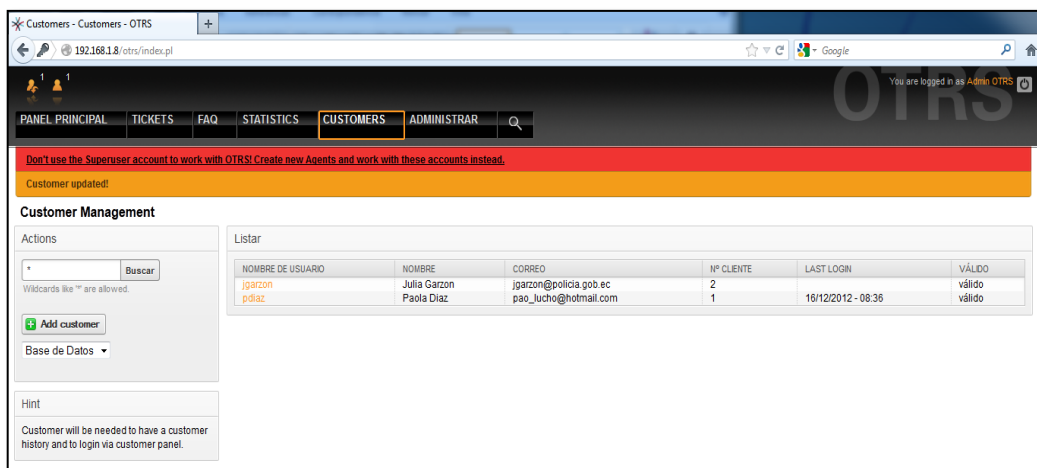 Customers - Customers - OTRS +
192.168.1.8/otrs/index.pl
Google
1 1
You are logged in as Admin OTRS
OTRS
PANEL PRINCIPAL TICKETS FAQ STATISTICS CUSTOMERS ADMINISTRAR
Don't use the Superuser account to work with OTRS! Create new Agents and work with these accounts instead.
Customer updated!
Customer Management
Actions
* Buscar
Wildcards like '*' are allowed.
Add customer
Base de Datos
Hint
Customer will be needed to have a customer
history and to login via customer panel.
Listar
NOMBRE DE USUARIO NOMBRE CORREO Nº CLIENTE LAST LOGIN VÁLIDO
jgarzon Julia Garzon jgarzon@policia.gob.ec 2 válido
pdiaz Paola Diaz pao_lucho@hotmail.com 1 16/12/2012 - 08:36 válido